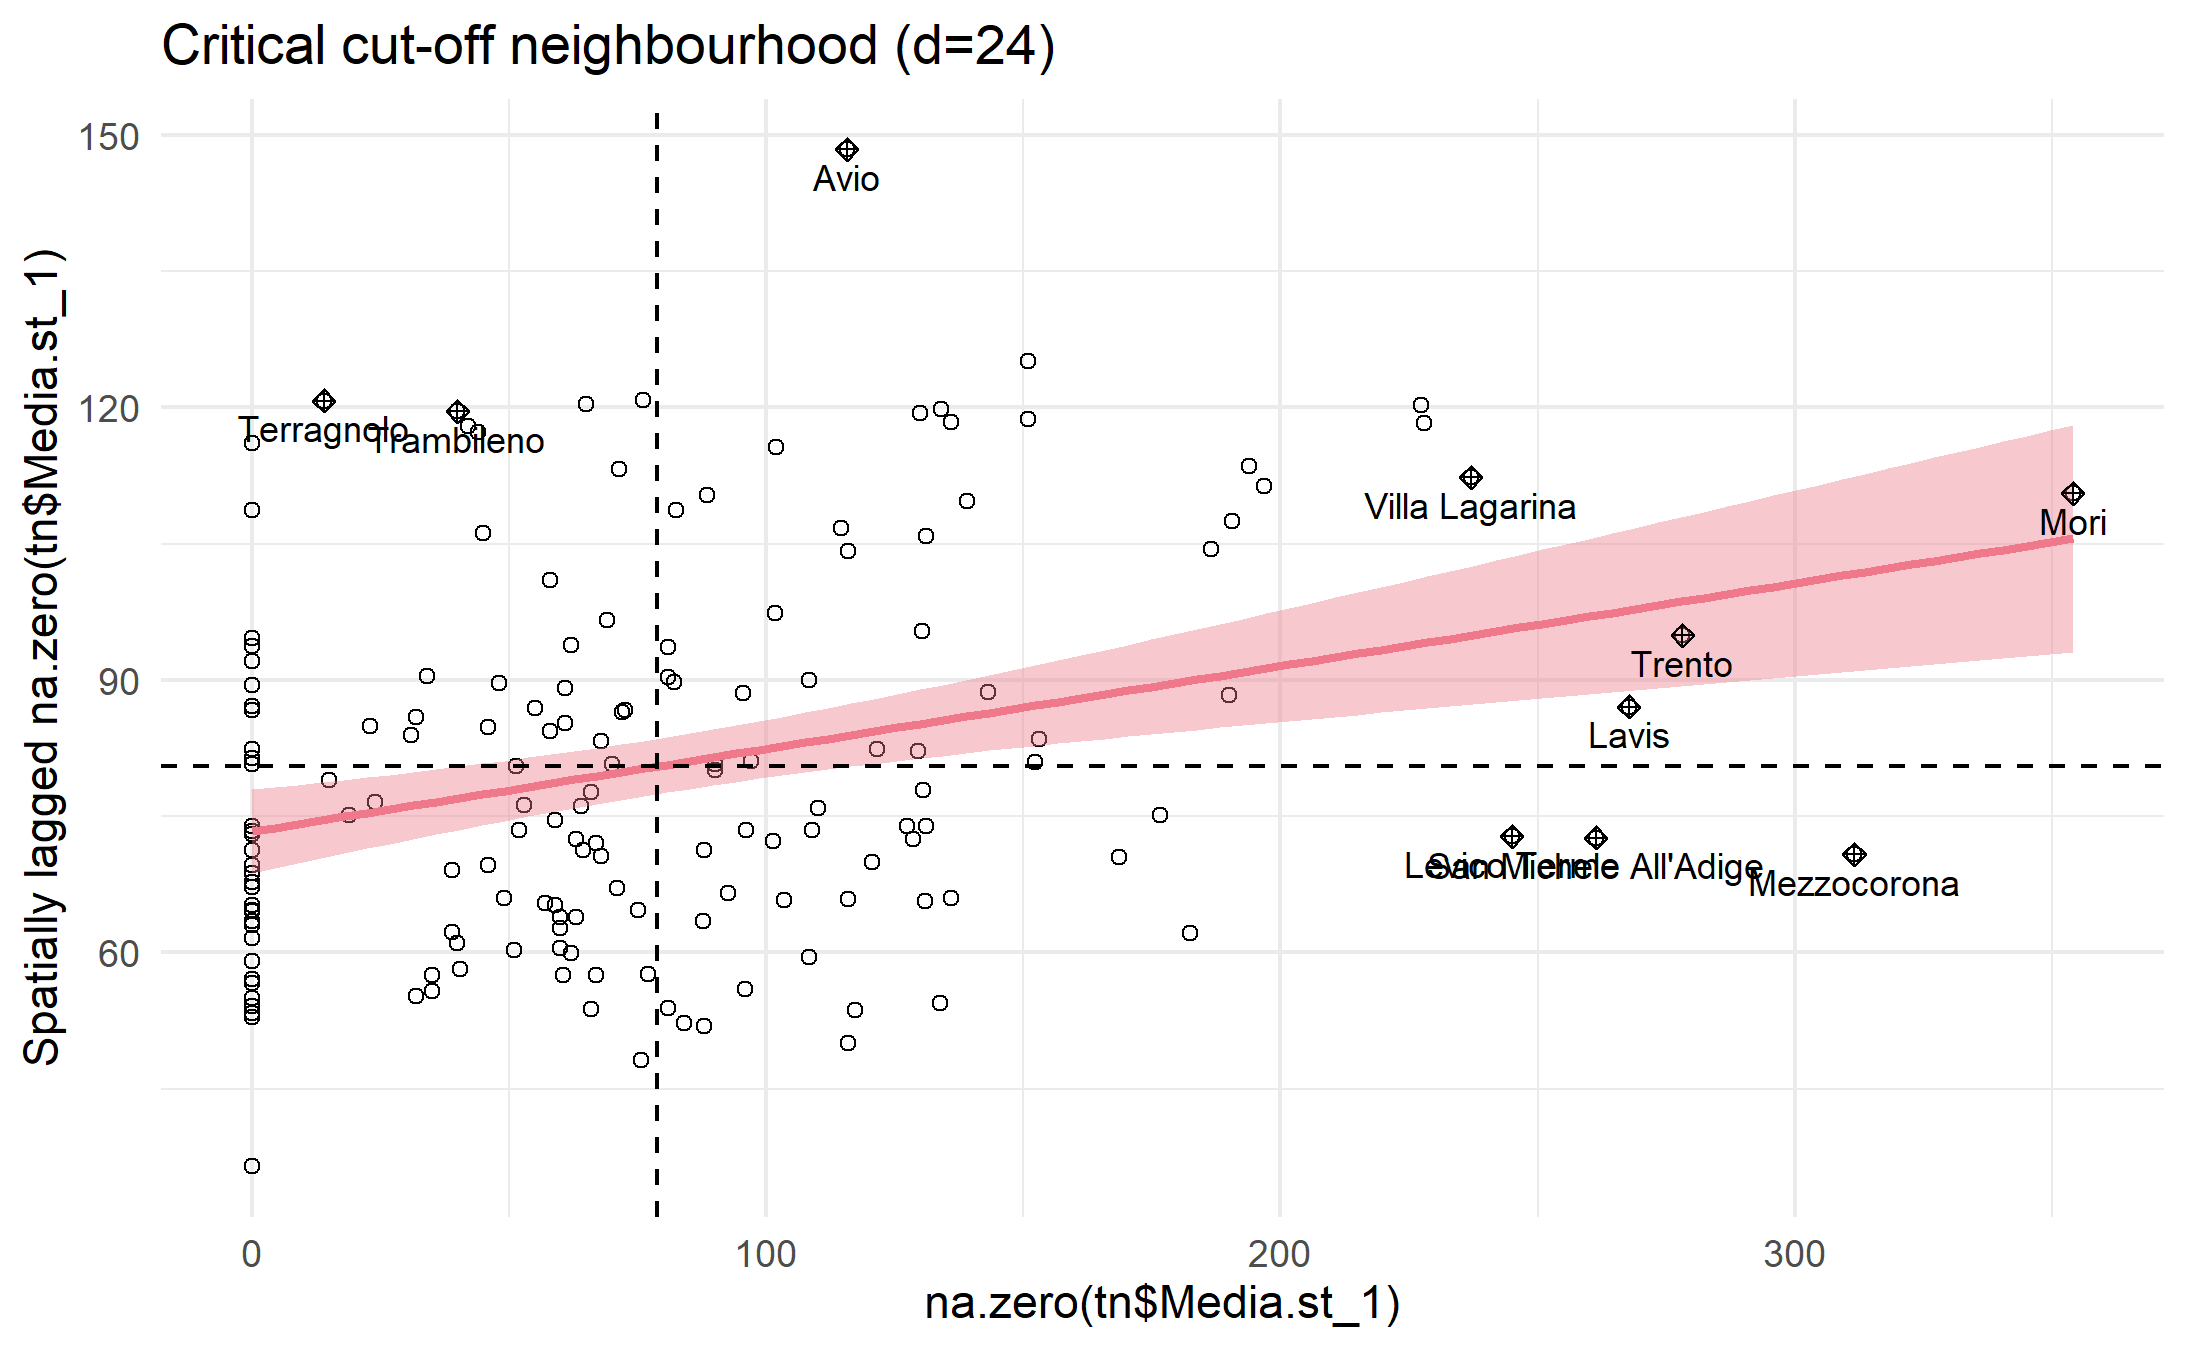 Critical cut-off neighbourhood (d=24)
Spatially lagged na.zero(tn$Media.st_1)
150
120
90
60
Avio
Terragnolo
Trambileno
Villa Lagarina
Mori
Trento
Lavis
Levico Terme
San Michele All'Adige
Mezzocorona
0
100
200
300
na.zero(tn$Media.st_1)